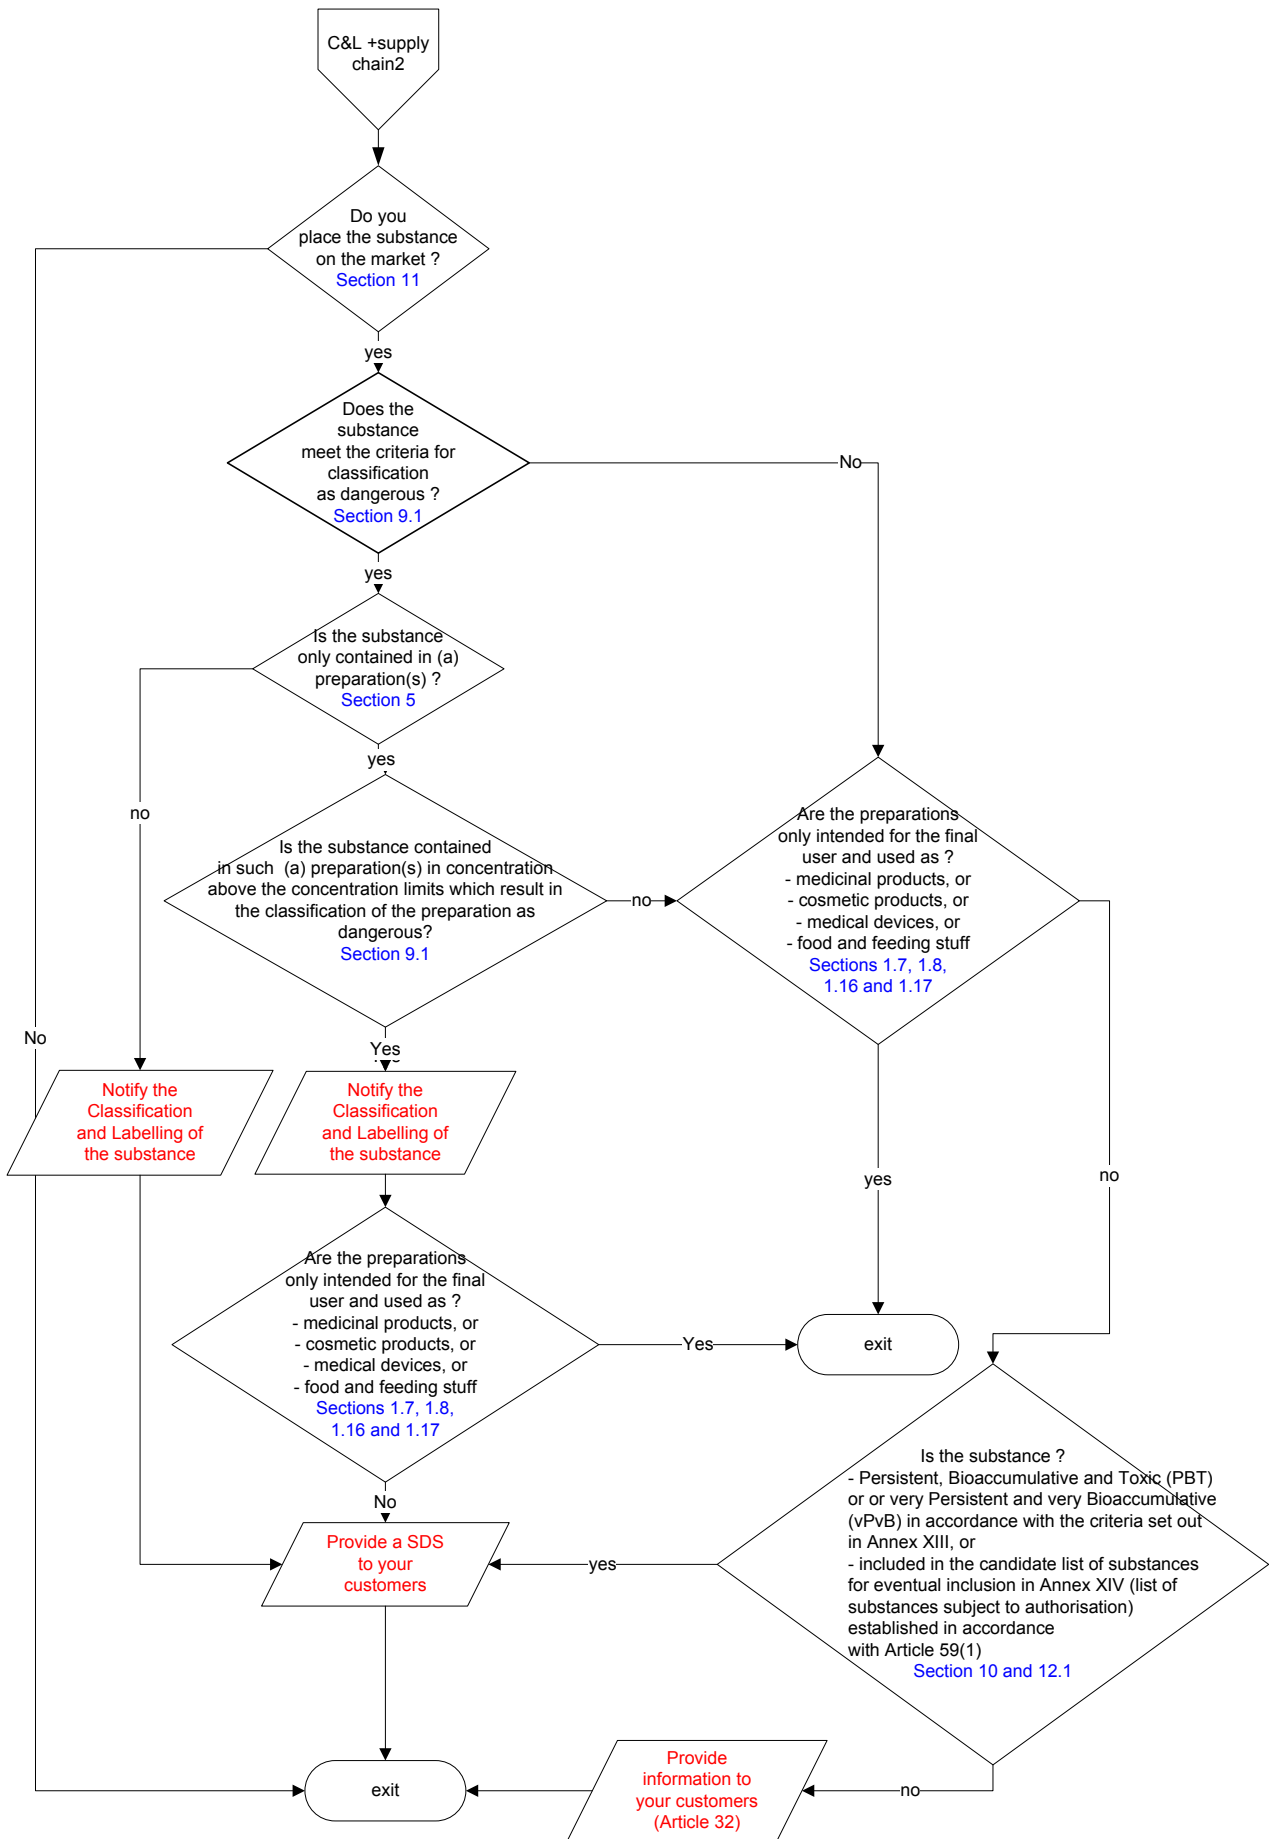 C&L +supply
chain2
Do you
place the substance
on the market ?
Section 11
yes
Does the
substance
meet the criteria for
classification
as dangerous ?
Section 9.1
No
yes
Is the substance
only contained in (a)
preparation(s) ?
Section 5
yes
no
Is the substance contained
in such (a) preparation(s) in concentration
above the concentration limits which result in
the classification of the preparation as
dangerous?
Section 9.1
no
Are the preparations
only intended for the final
user and used as ?
- medicinal products, or
- cosmetic products, or
- medical devices, or
- food and feeding stuff
Sections 1.7, 1.8,
1.16 and 1.17
No
Yes
Notify the
Classification
and Labelling of
the substance
Notify the
Classification
and Labelling of
the substance
yes
no
Are the preparations
only intended for the final
user and used as ?
- medicinal products, or
- cosmetic products, or
- medical devices, or
- food and feeding stuff
Sections 1.7, 1.8,
1.16 and 1.17
Yes
exit
No
Is the substance ?
- Persistent, Bioaccumulative and Toxic (PBT)
or or very Persistent and very Bioaccumulative
(vPvB) in accordance with the criteria set out
in Annex XIII, or
- included in the candidate list of substances
for eventual inclusion in Annex XIV (list of
substances subject to authorisation)
established in accordance
with Article 59(1)
Section 10 and 12.1
Provide a SDS
to your
customers
yes
exit
Provide
information to
your customers
(Article 32)
no